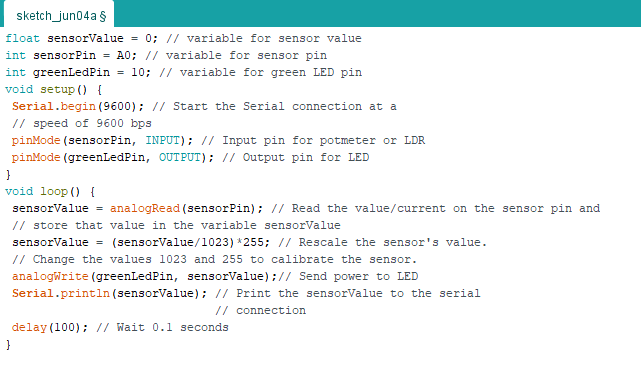 sketch_jun04a §
float sensorValue = 0; // variable for sensor value
int sensorPin = A0; // variable for sensor pin
int greenLedPin = 10; // variable for green LED pin
void setup() {
 Serial.begin(9600); // Start the Serial connection at a
 // speed of 9600 bps
 pinMode(sensorPin, INPUT); // Input pin for potmeter or LDR
 pinMode(greenLedPin, OUTPUT); // Output pin for LED
}
void loop() {
 sensorValue = analogRead(sensorPin); // Read the value/current on the sensor pin and
 // store that value in the variable sensorValue
 sensorValue = (sensorValue/1023)*255; // Rescale the sensor's value.
 // Change the values 1023 and 255 to calibrate the sensor.
 analogWrite(greenLedPin, sensorValue);// Send power to LED
 Serial.println(sensorValue); // Print the sensorValue to the serial
                               // connection
 delay(100); // Wait 0.1 seconds
}